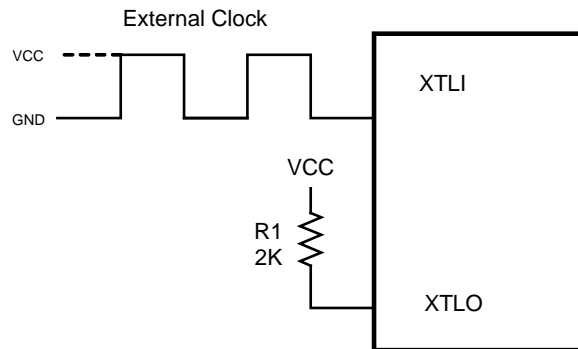 External Clock
VCC
GND
XTLI
VCC
R1
2K
XTLO